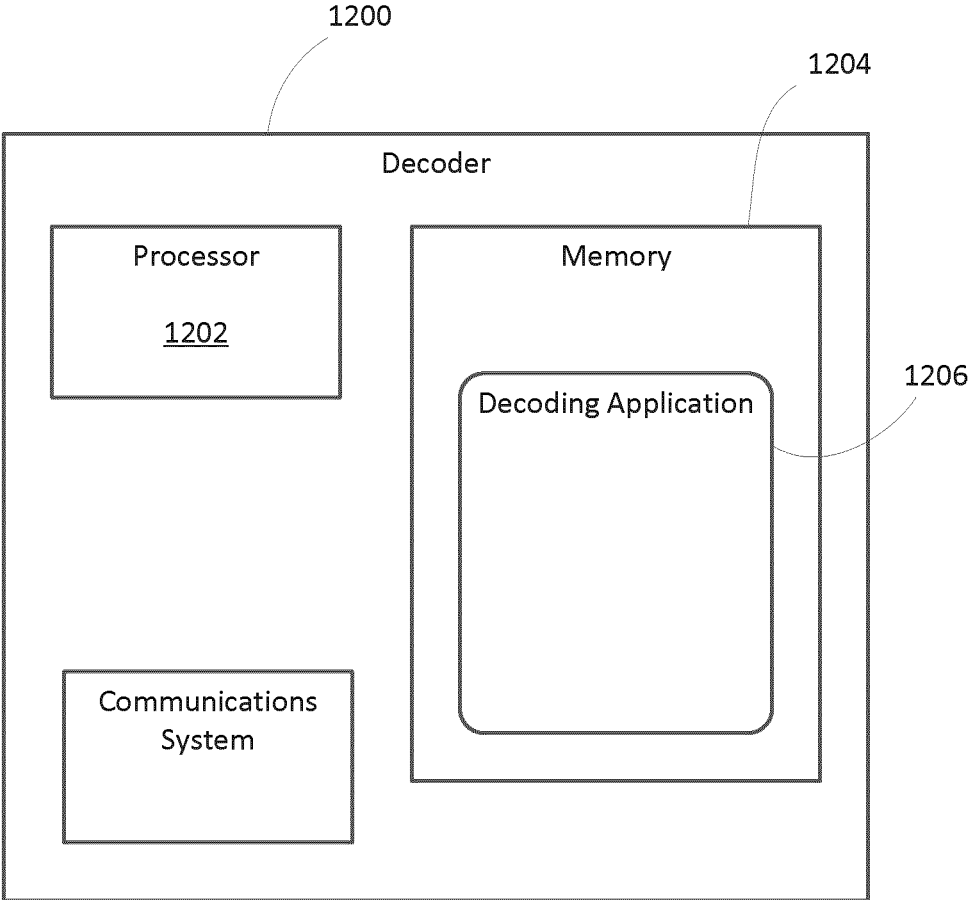 1200
1204
Decoder
Processor
1202
Memory
1206
Decoding Application
Communications
System